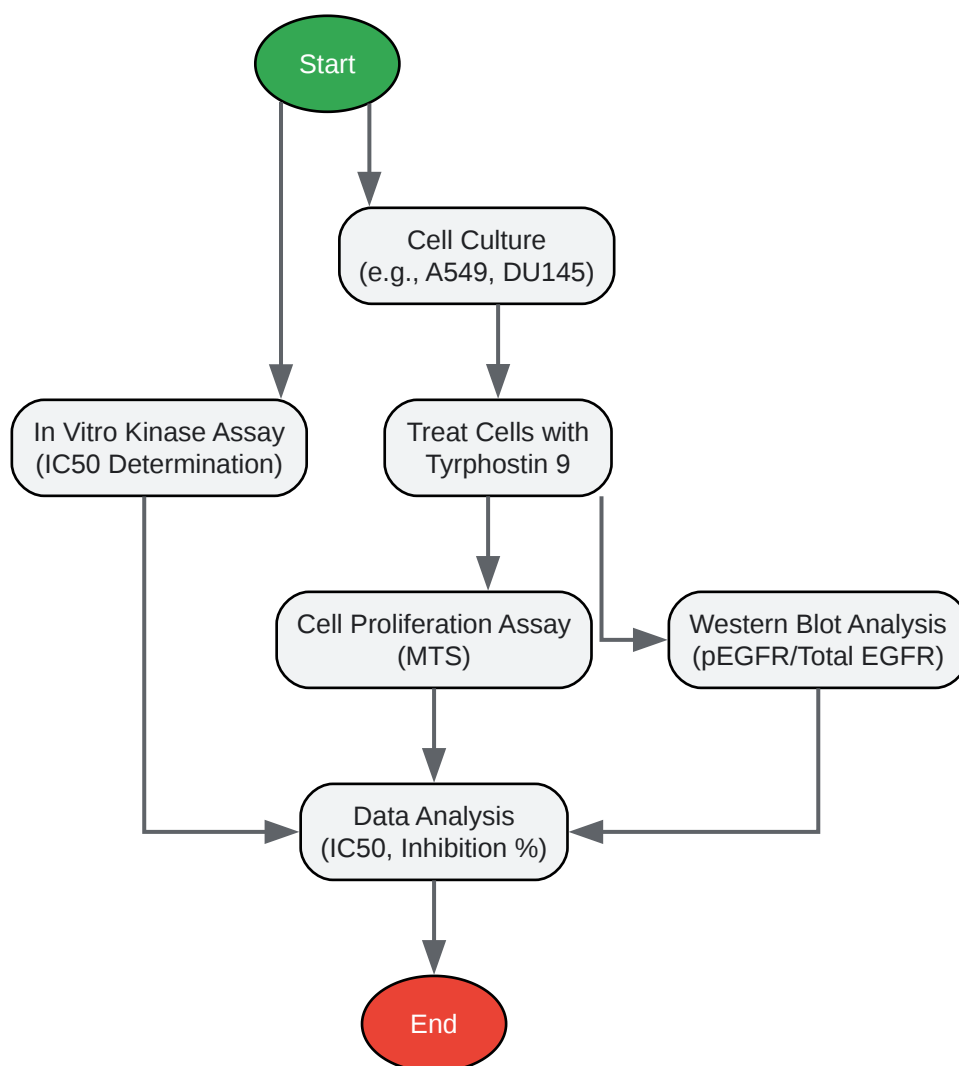 Start
Cell Culture
(e.g., A549, DU145)
In Vitro Kinase Assay
(IC50 Determination)
Treat Cells with
Tyrphostin 9
Cell Proliferation Assay
(MTS)
Western Blot Analysis
(pEGFR/Total EGFR)
Data Analysis
(IC50, Inhibition %)
End